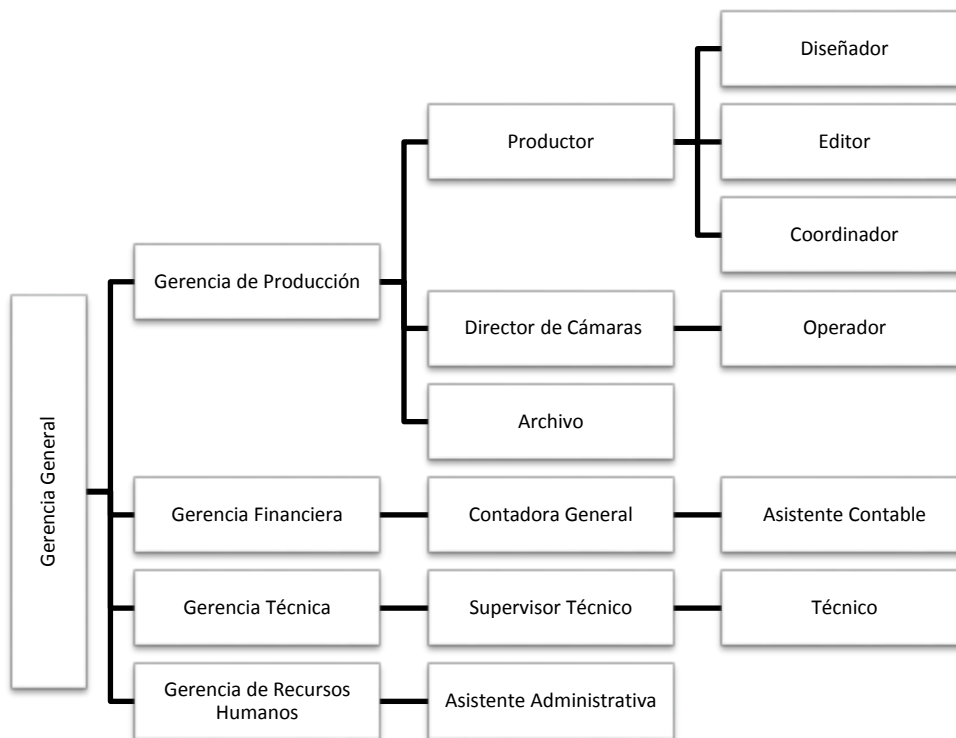 Gerencia General
Gerencia de Producción
Productor
Diseñador
Editor
Coordinador
Director de Cámaras
Operador
Archivo
Gerencia Financiera
Contadora General
Asistente Contable
Gerencia Técnica
Supervisor Técnico
Técnico
Gerencia de Recursos
Humanos
Asistente Administrativa